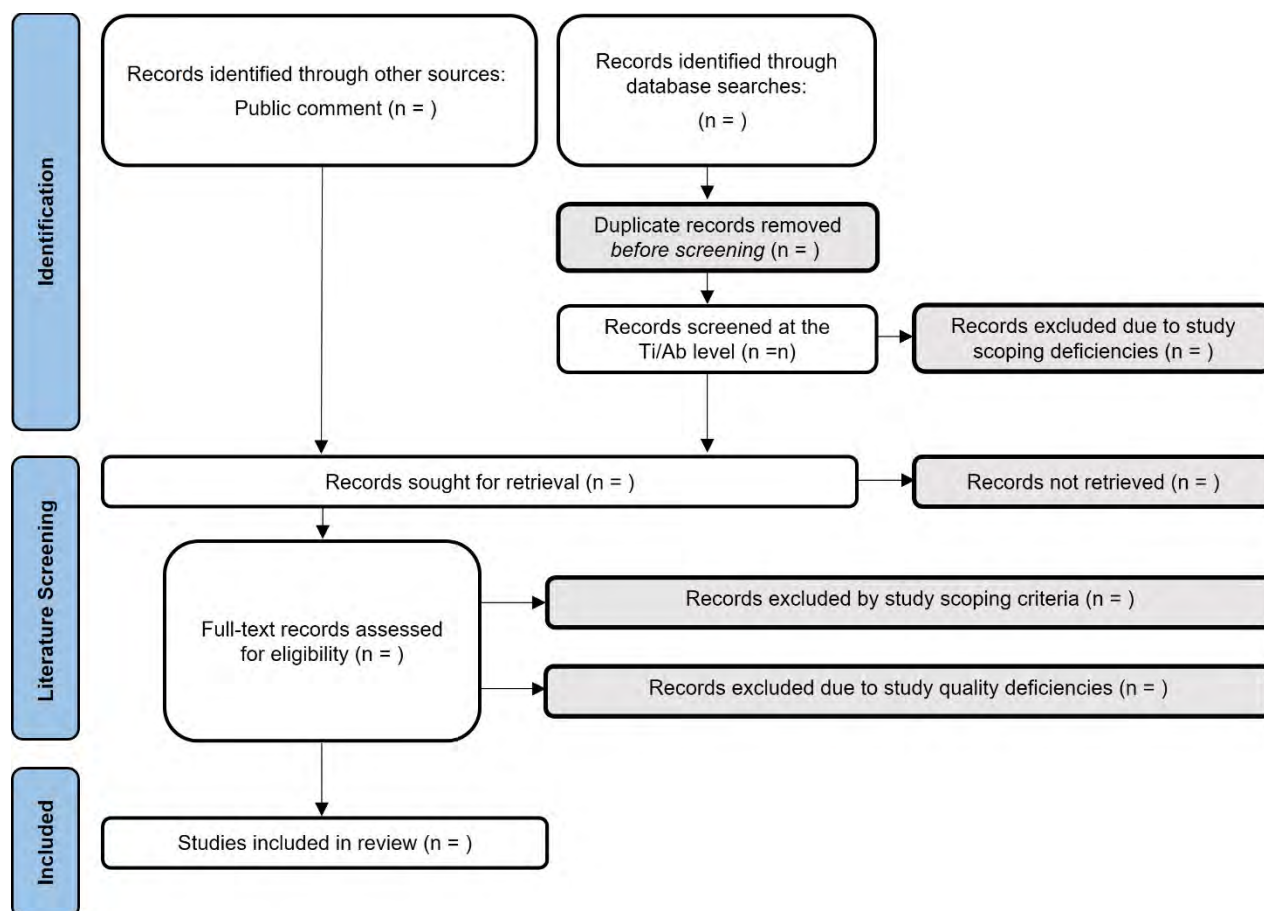 Identification
Records identified through other sources:
Public comment (n = )
Records identified through
database searches:
(n = )
Duplicate records removed
before screening (n = )
Records screened at the
Ti/Ab level (n =n)
Records excluded due to study
scoping deficiencies (n = )
Literature Screening
Records sought for retrieval (n = )
Records not retrieved (n = )
Full-text records assessed
for eligibility (n = )
Records excluded by study scoping criteria (n = )
Records excluded due to study quality deficiencies (n = )
Included
Studies included in review (n = )